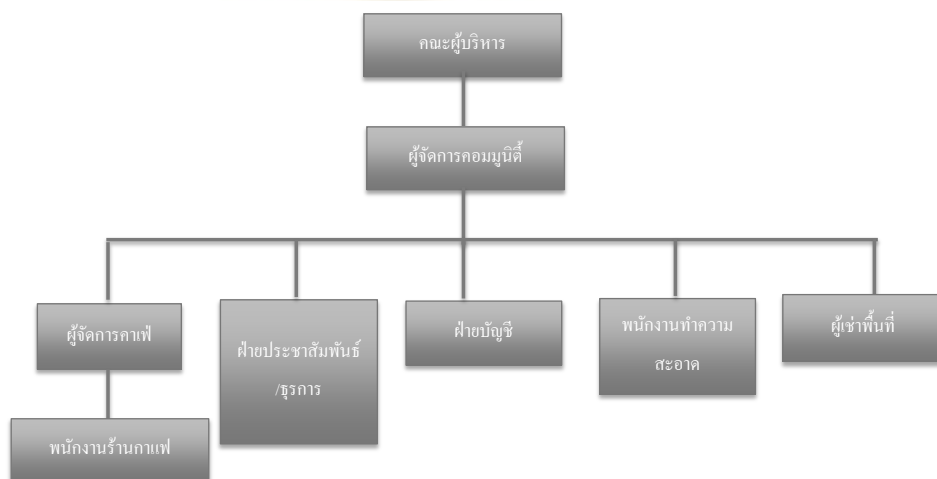 คณะผู้บริหาร
ผู้จัดการคอมมูนิตี้
ผู้จัดการคาเฟ่
ฝ่ายประชาสัมพันธ์
/ธุรการ
ฝ่ายบัญชี
พนักงานทำความ
สะอาด
ผู้เช่าพื้นที่
พนักงานร้านกาแฟ